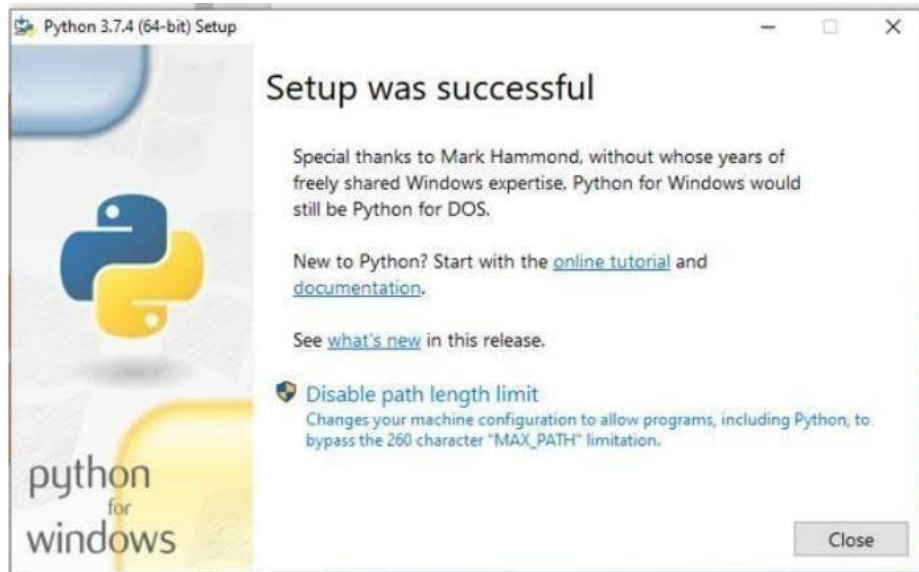 Python 3.7.4 (64-bit) Setup
Setup was successful
Special thanks to Mark Hammond, without whose years of
freely shared Windows expertise, Python for Windows would
still be Python for DOS.
New to Python? Start with the online tutorial and
documentation.
See what's new in this release.
Disable path length limit
Changes your machine configuration to allow programs, including Python, to
bypass the 260 character "MAX_PATH" limitation.
python
for
windows
Close